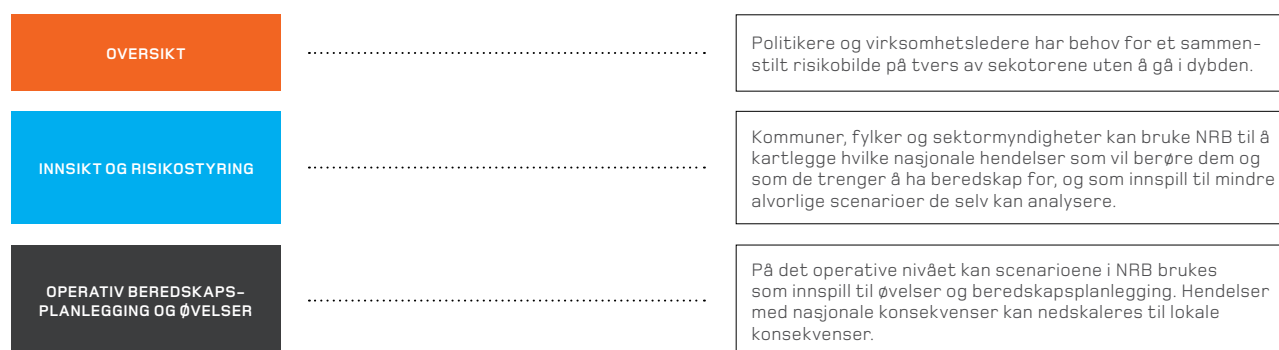 OVERSIKT
Politikere og virksomhetsledere har behov for et sammen-
stilt risikobilde på tvers av sekotorene uten å gå i dybden.
INNSIKT OG RISIKOSTYRING
Kommuner, fylker og sektormyndigheter kan bruke NRB til å
kartlegge hvilke nasjonale hendelser som vil berøre dem og
som de trenger å ha beredskap for, og som innspill til mindre
alvorlige scenarioer de selv kan analysere.
OPERATIV BEREDSKAPS-
PLANLEGGING OG ØVELSER
På det operative nivået kan scenarioene i NRB brukes
som innspill til øvelser og beredskapsplanlegging. Hendelser
med nasjonale konsekvenser kan nedskaleres til lokale
konsekvenser.